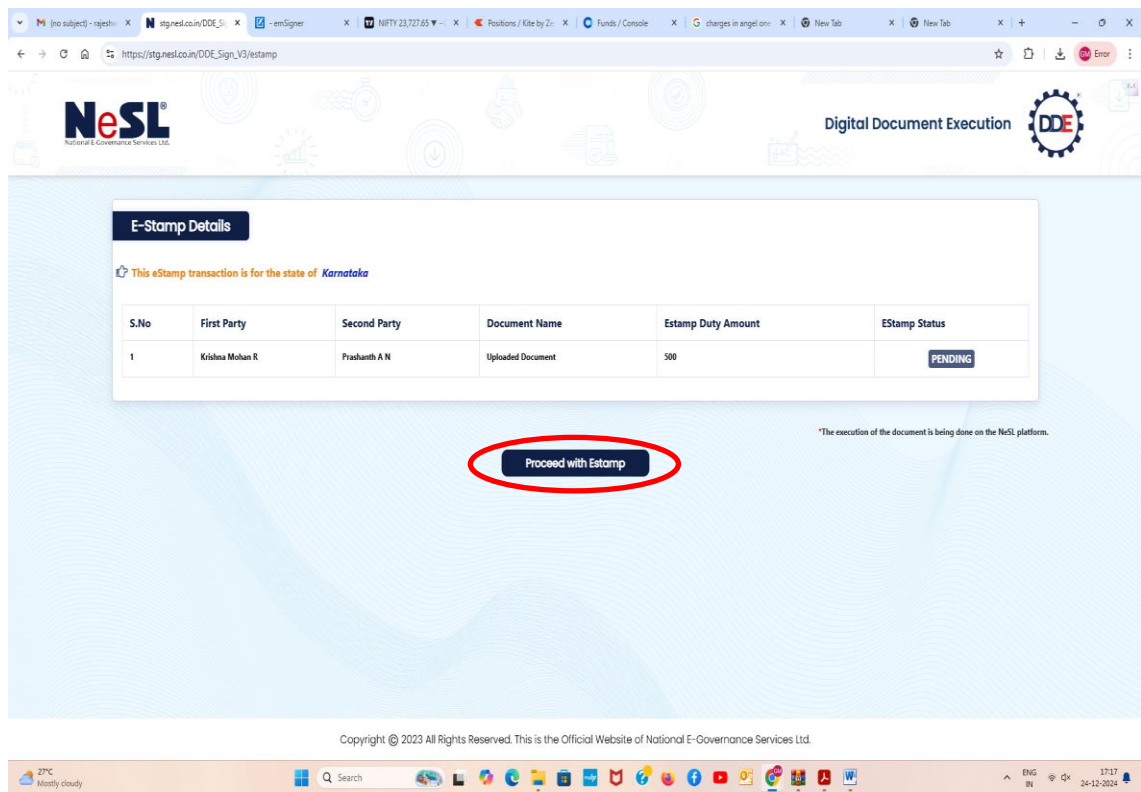 (no subject) - rajeshw
stg.nesl.co.in/DDE_Si
- emSigner
NIFTY 23,727.65 ▼ -
Positions / Kite by Ze
Funds / Console
charges in angel one
New Tab
New Tab
https://stg.nesl.co.in/DDE_Sign_V3/estamp
GM Error
NeSL®
National E-Governance Services Ltd.
Digital Document Execution
DDE
E-Stamp Details
This eStamp transaction is for the state of Karnataka
S.No First Party Second Party Document Name Estamp Duty Amount EStamp Status
1 Krishna Mohan R Prashanth A N Uploaded Document 500 PENDING
*The execution of the document is being done on the NeSL platform.
Proceed with Estamp
Copyright © 2023 All Rights Reserved. This is the Official Website of National E-Governance Services Ltd.
27°C
Mostly cloudy
Search
ENG
IN
17:17
24-12-2024